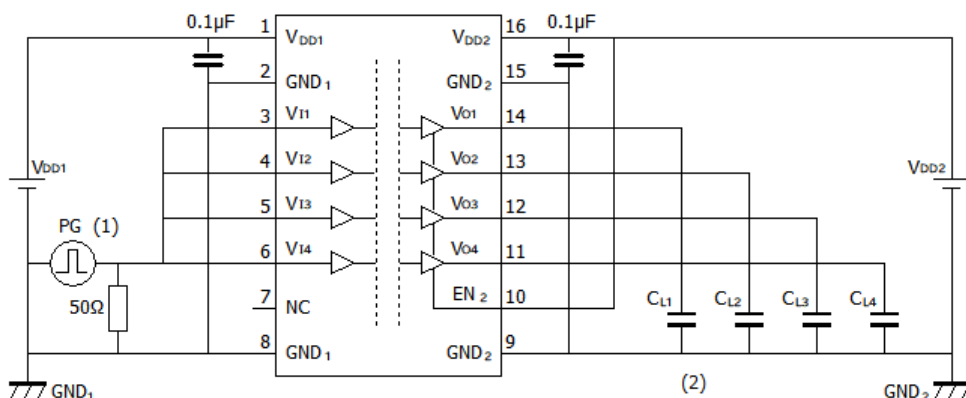 0.1µF 1 16 0.1µF
VDD1 VDD2
2 15
GND1 GND2
3 VI1 VO1 14
4 VI2 VO2 13
VDD1 VDD2
5 VI3 VO3 12
PG (1)
6 VI4 VO4 11
7 EN2 10 CL1 CL2 CL3 CL4
50Ω NC
8 GND1 GND2 9
GND1 (2) GND2